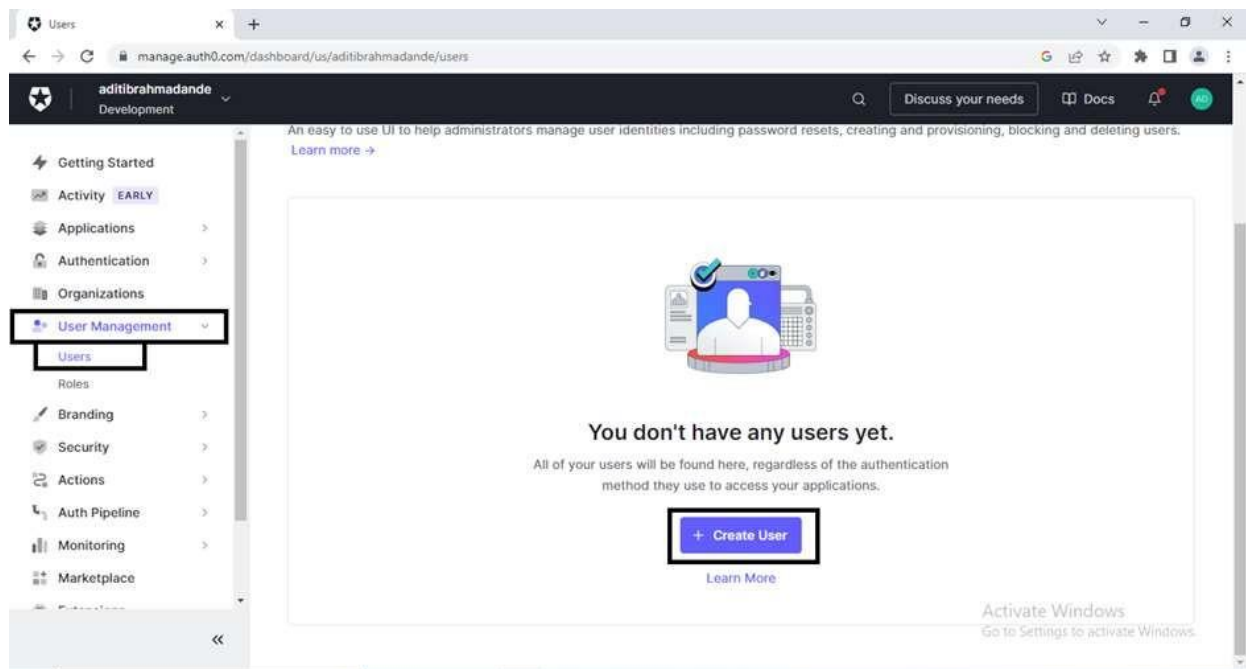 Users
manage.auth0.com/dashboard/us/aditibrahmadande/users
aditibrahmadande
Development
Discuss your needs
Docs
AD
An easy to use UI to help administrators manage user identities including password resets, creating and provisioning, blocking and deleting users.
Learn more →
Getting Started
Activity EARLY
Applications
Authentication
Organizations
User Management
Users
Roles
Branding
Security
Actions
Auth Pipeline
Monitoring
Marketplace
You don't have any users yet.
All of your users will be found here, regardless of the authentication
method they use to access your applications.
+ Create User
Learn More
Activate Windows
Go to Settings to activate Windows.